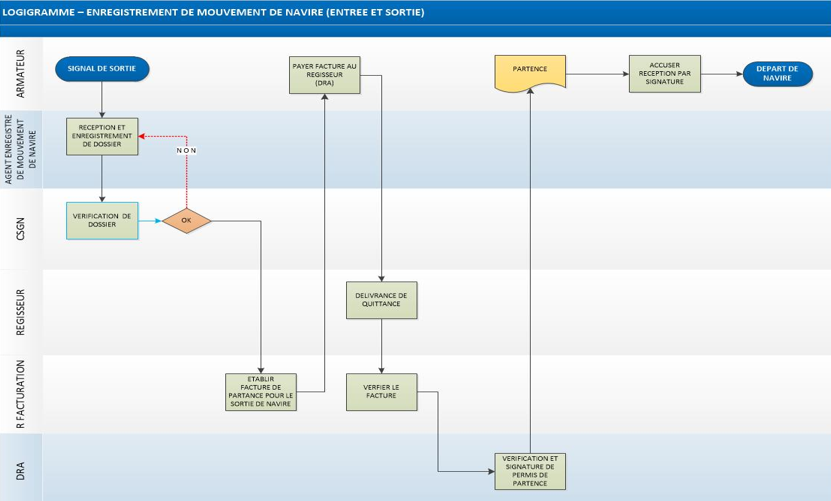 LOGIGRAMME – ENREGISTREMENT DE MOUVEMENT DE NAVIRE (ENTREE ET SORTIE)
ARMATEUR
SIGNAL DE SORTIE
PAYER FACTURE AU
REGISSEUR
(DRA)
PARTENCE
ACCUSER
RECEPTION PAR
SIGNATURE
DEPART DE
NAVIRE
AGENT ENREGISTRE
DE MOUVEMENT
DE NAVIRE
RECEPTION ET
ENREGISTREMENT
DE DOSSIER
N O N
CSGN
VERIFICATION DE
DOSSIER
OK
REGISSEUR
DELIVRANCE DE
QUITTANCE
R FACTURATION
ETABLIR
FACTURE DE
PARTANCE POUR LE
SORTIE DE NAVIRE
VERFIER LE
FACTURE
DRA
VERIFICATION ET
SIGNATURE DE
PERMIS DE
PARTENCE